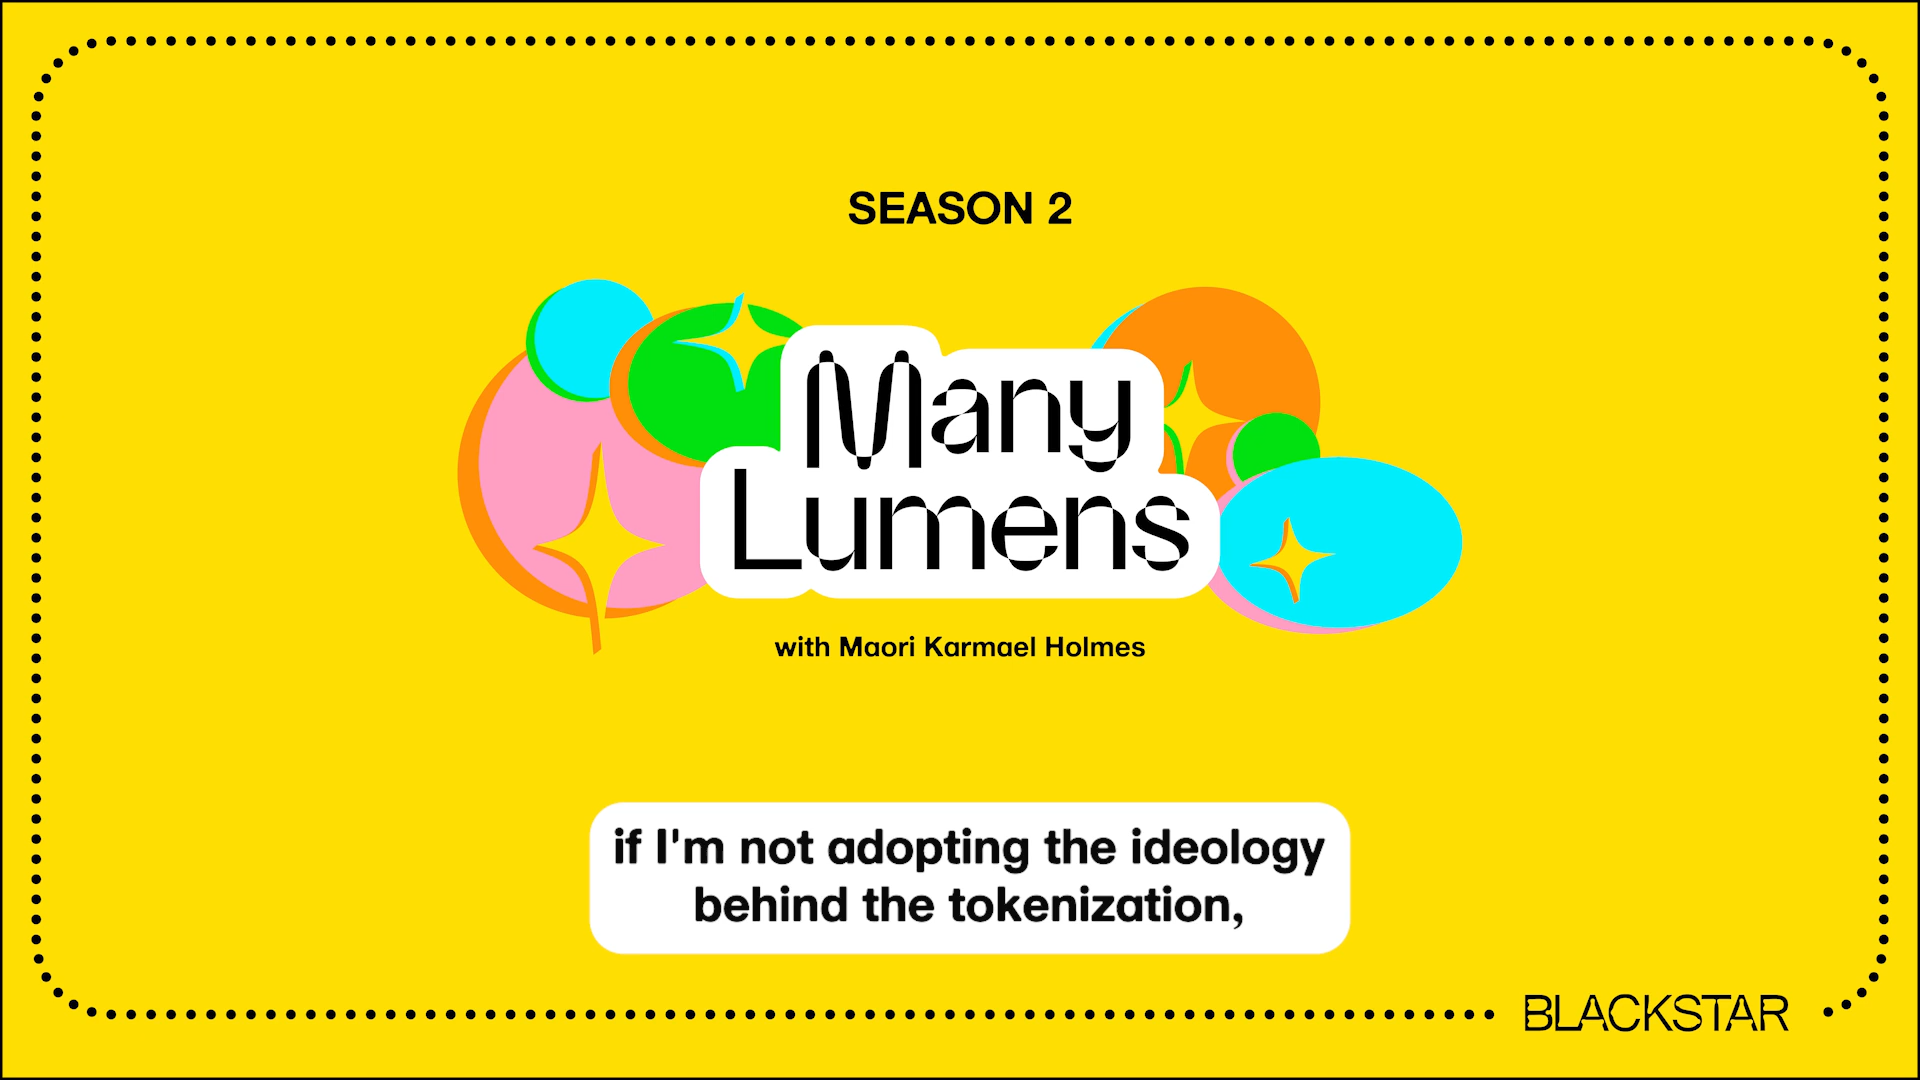 SEASON 2
Many
Lumens
with Maori Karmael Holmes
if I'm not adopting the ideology
behind the tokenization,
BLACKSTAR